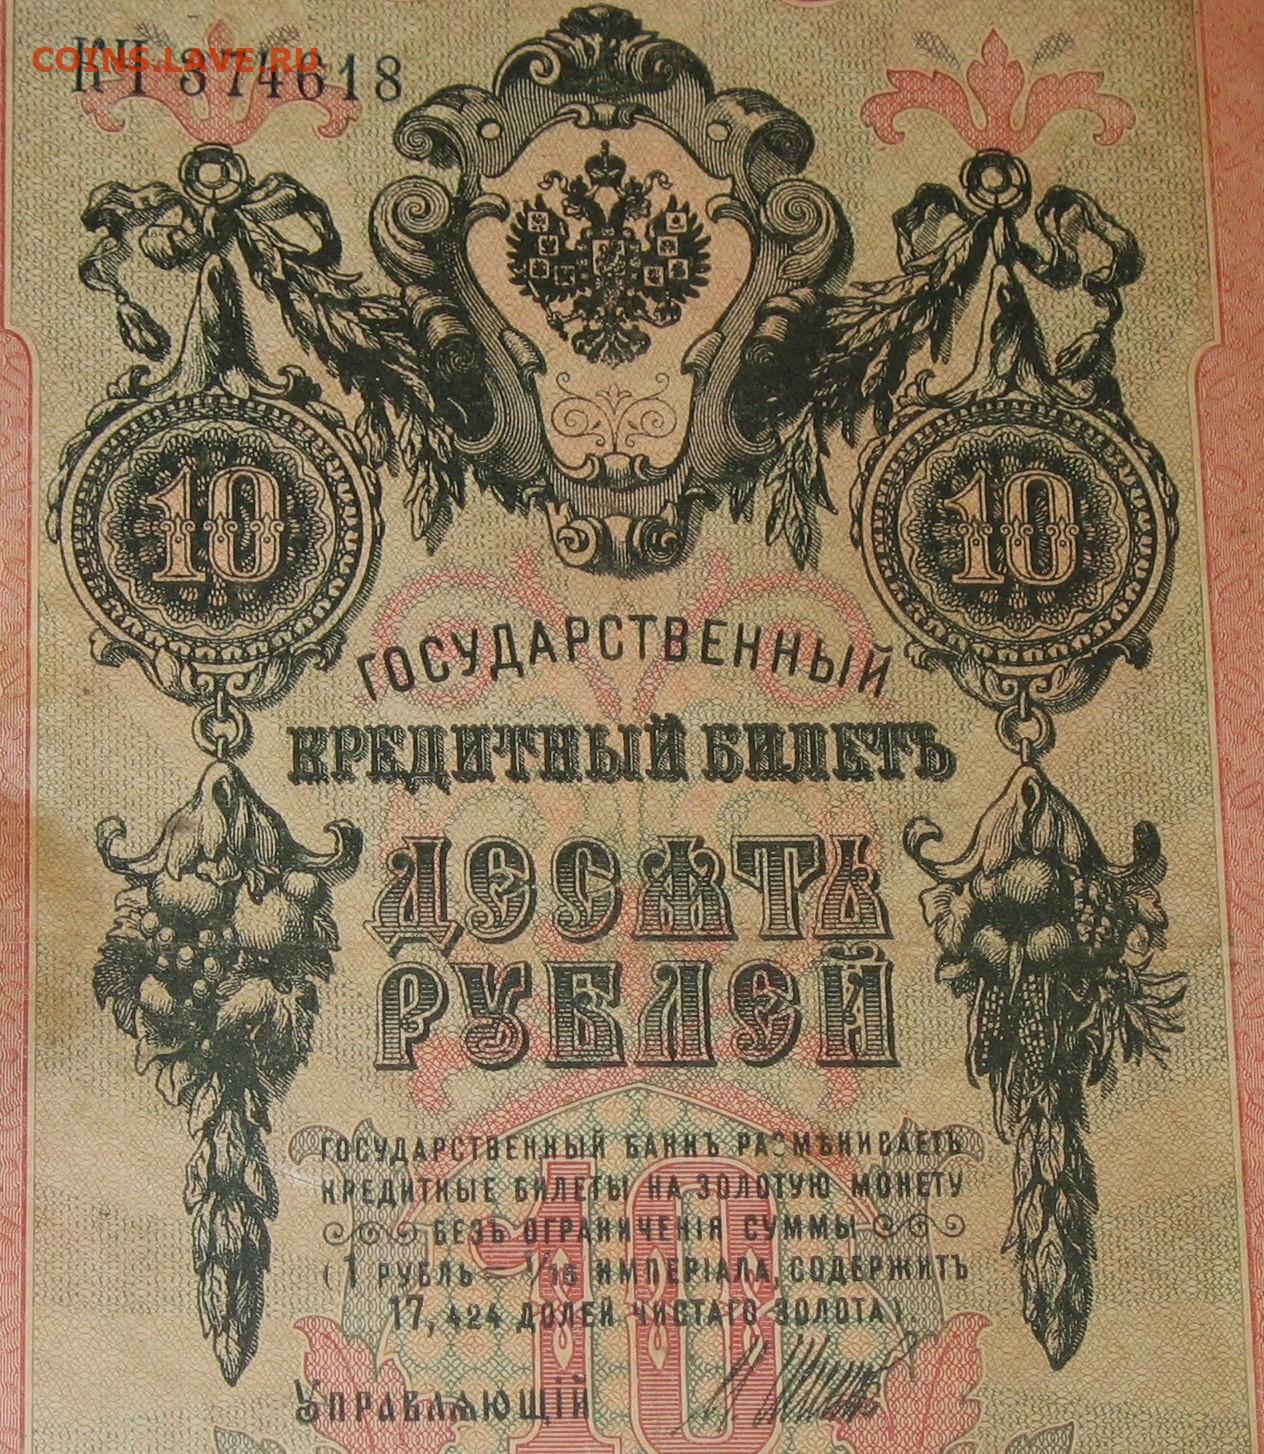 COINS.LAVE.RU
374618
10
10
ГОСУДАРСТВЕННЫЙ
КРЕДИТНЫЙ БИЛЕТЪ
ДЕСЯТЬ
РУБЛЕЙ
ГОСУДАРСТВЕННЫЙ БАНКЪ РАЗМѢНИВАЕТЪ
КРЕДИТНЫЕ БИЛЕТЫ НА ЗОЛОТУЮ МОНЕТУ
БЕЗЪ ОГРАНИЧЕНІЯ СУММЫ
(1 РУБЛЬ = 1/15 ИМПЕРІАЛА, СОДЕРЖИТЪ
17,424 ДОЛЕЙ ЧИСТАГО ЗОЛОТА).
10
УПРАВЛЯЮЩІЙ